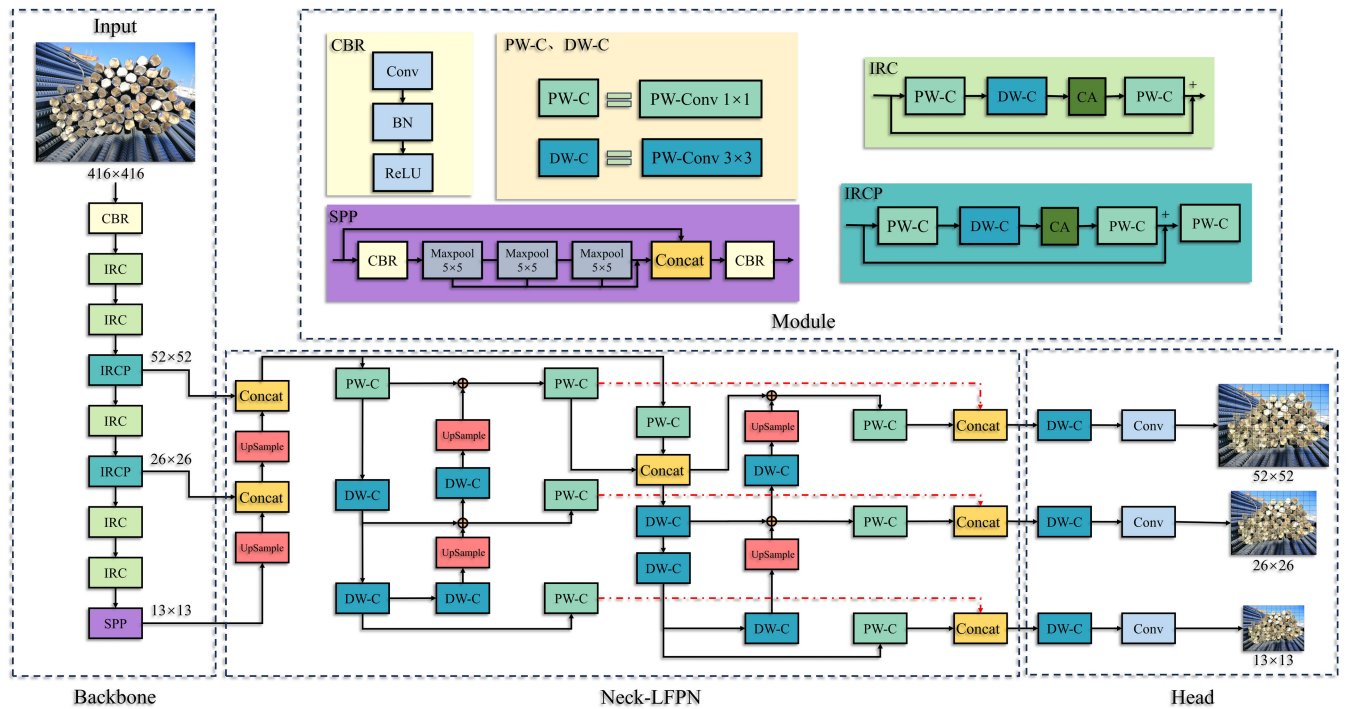 Input
416×416
CBR
IRC
IRC
IRCP
52×52
IRC
IRCP
26×26
IRC
IRC
SPP
13×13
Backbone
CBR
Conv
BN
ReLU
PW-C、DW-C
PW-C
PW-Conv 1×1
DW-C
PW-Conv 3×3
IRC
PW-C
DW-C
CA
PW-C
+
SPP
CBR
Maxpool
5×5
Maxpool
5×5
Maxpool
5×5
Concat
CBR
IRCP
PW-C
DW-C
CA
PW-C
+
PW-C
Module
Concat
UpSample
Concat
UpSample
PW-C
DW-C
DW-C
UpSample
DW-C
UpSample
DW-C
PW-C
PW-C
PW-C
PW-C
Concat
DW-C
DW-C
UpSample
DW-C
UpSample
DW-C
PW-C
PW-C
PW-C
Concat
Concat
Concat
Neck-LFPN
DW-C
Conv
52×52
DW-C
Conv
26×26
DW-C
Conv
13×13
Head